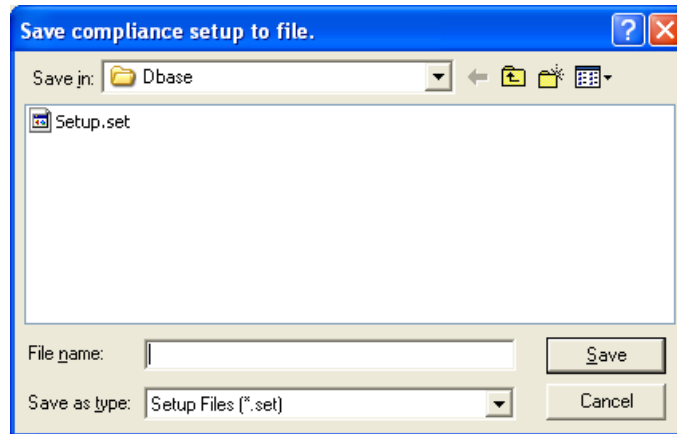 Save compliance setup to file.
Save in: Dbase
Setup.set
File name: Save
Save as type: Setup Files (*.set) Cancel